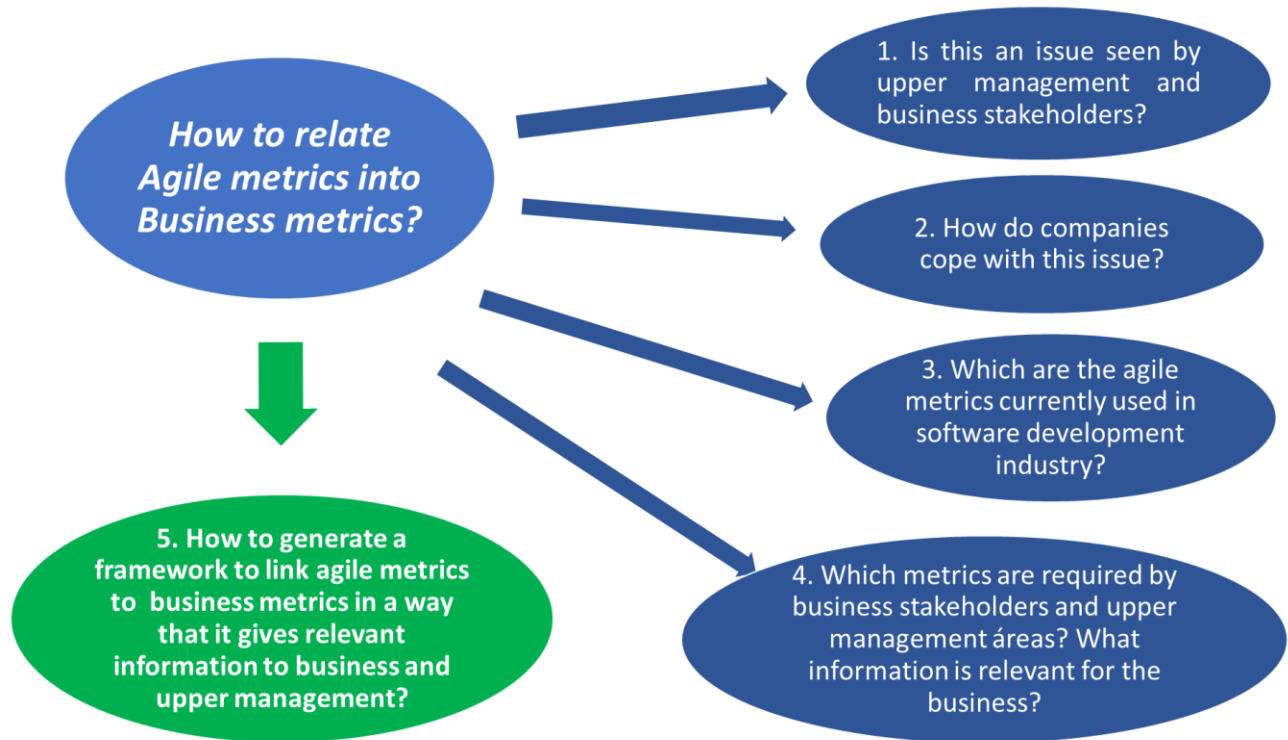 How to relate
Agile metrics into
Business metrics?
1. Is this an issue seen by
upper management and
business stakeholders?
2. How do companies
cope with this issue?
3. Which are the agile
metrics currently used in
software development
industry?
4. Which metrics are required by
business stakeholders and upper
management áreas? What
information is relevant for the
business?
5. How to generate a
framework to link agile metrics
to business metrics in a way
that it gives relevant
information to business and
upper management?